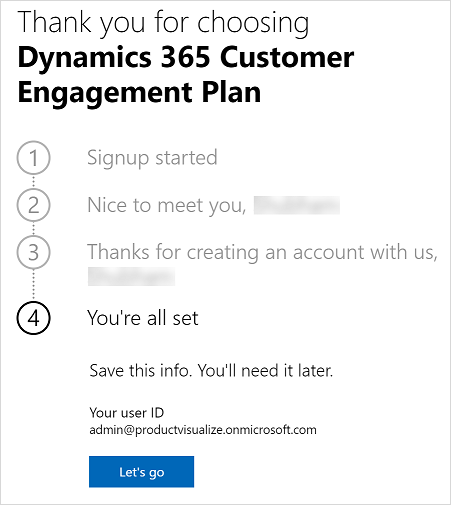 Thank you for choosing
Dynamics 365 Customer
Engagement Plan
1 Signup started
2 Nice to meet you,
3 Thanks for creating an account with us,
4 You're all set
Save this info. You'll need it later.
Your user ID
admin@productvisualize.onmicrosoft.com
Let's go